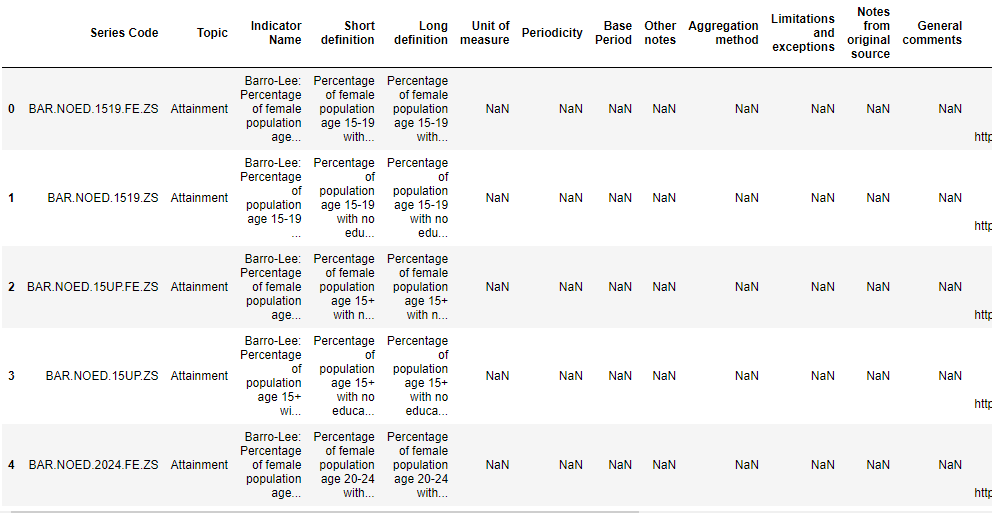 Series Code Topic Indicator Name Short definition Long definition Unit of measure Periodicity Base Period Other notes Aggregation method Limitations and exceptions Notes from original source General comments
0 BAR.NOED.1519.FE.ZS Attainment Barro-Lee: Percentage of female population age... Percentage of female population age 15-19 with... Percentage of female population age 15-19 with... NaN NaN NaN NaN NaN NaN NaN NaN http
1 BAR.NOED.1519.ZS Attainment Barro-Lee: Percentage of population age 15-19 ... Percentage of population age 15-19 with no edu... Percentage of population age 15-19 with no edu... NaN NaN NaN NaN NaN NaN NaN NaN http
2 BAR.NOED.15UP.FE.ZS Attainment Barro-Lee: Percentage of female population age... Percentage of female population age 15+ with n... Percentage of female population age 15+ with n... NaN NaN NaN NaN NaN NaN NaN NaN http
3 BAR.NOED.15UP.ZS Attainment Barro-Lee: Percentage of population age 15+ wi... Percentage of population age 15+ with no educa... Percentage of population age 15+ with no educa... NaN NaN NaN NaN NaN NaN NaN NaN http
4 BAR.NOED.2024.FE.ZS Attainment Barro-Lee: Percentage of female population age... Percentage of female population age 20-24 with... Percentage of female population age 20-24 with... NaN NaN NaN NaN NaN NaN NaN NaN http